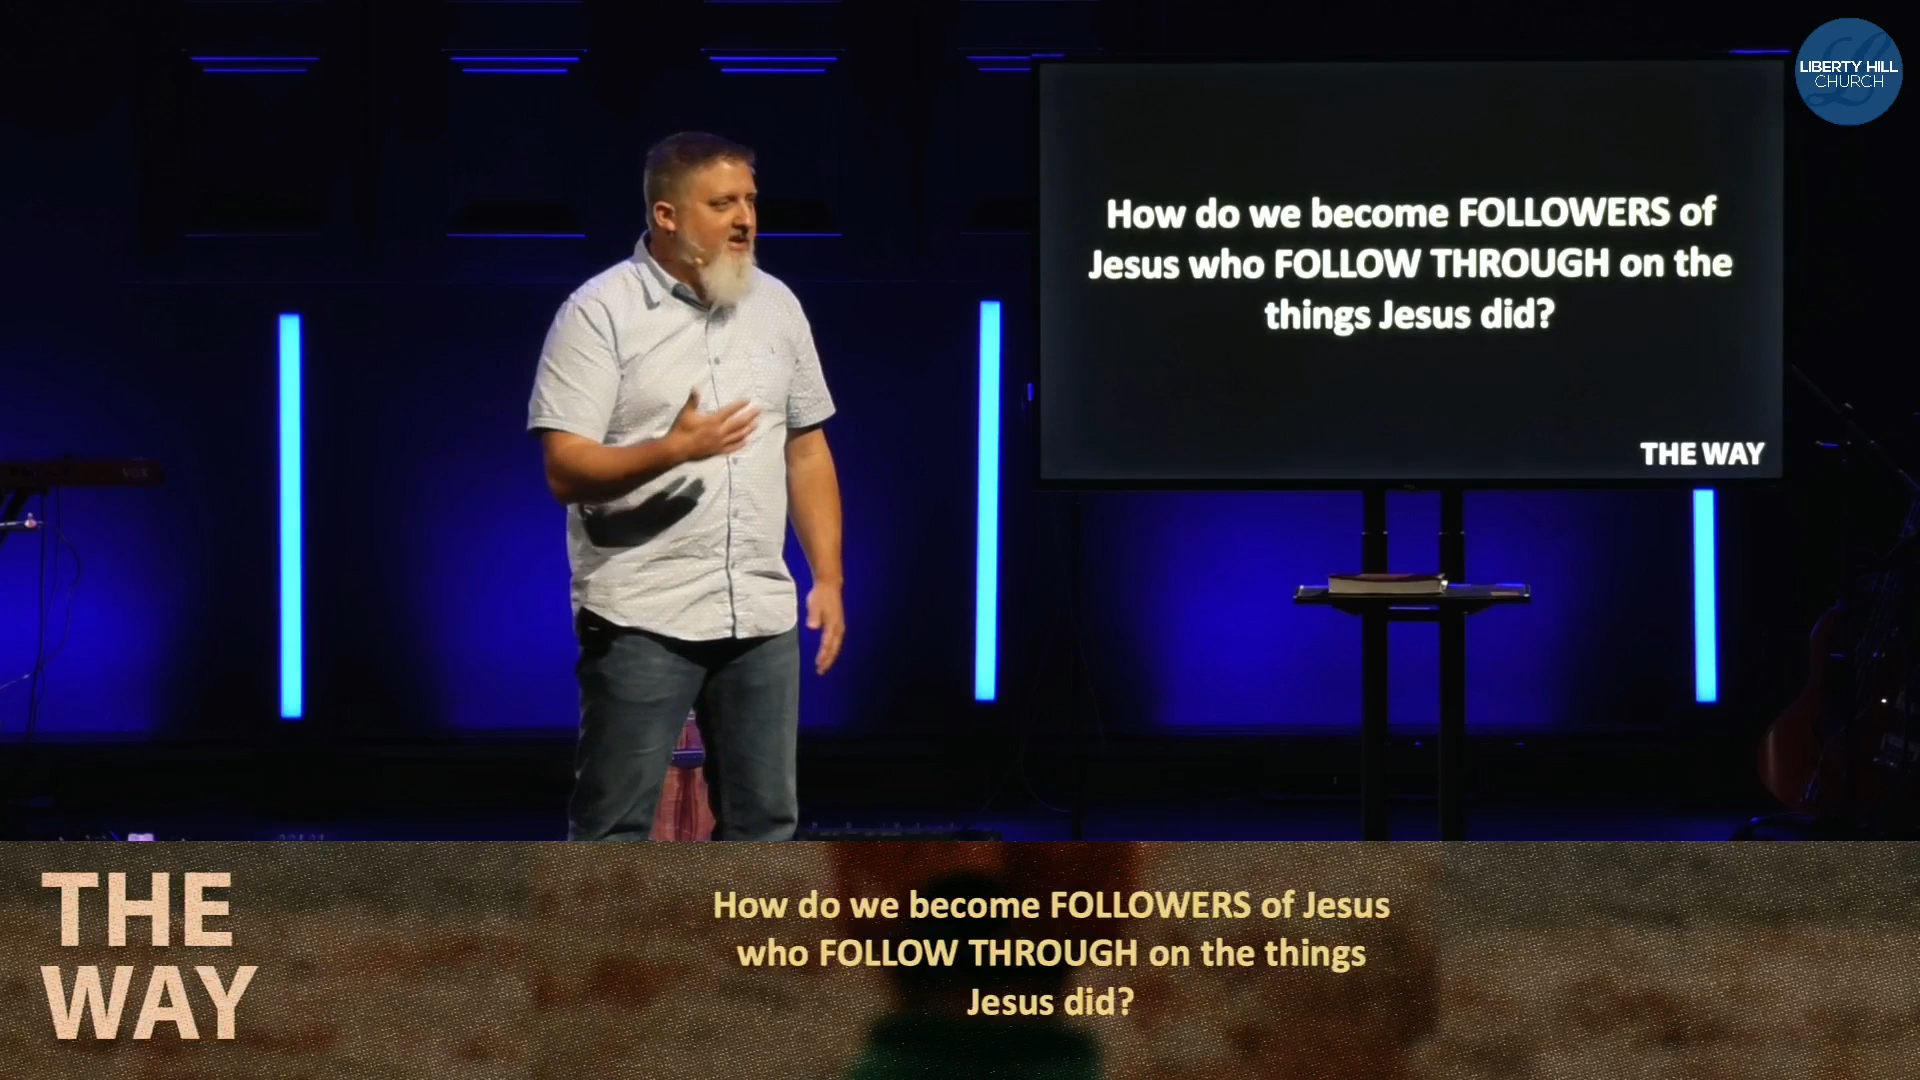 LIBERTY HILL
CHURCH
How do we become FOLLOWERS of
Jesus who FOLLOW THROUGH on the
things Jesus did?
THE WAY
THE
WAY
How do we become FOLLOWERS of Jesus
who FOLLOW THROUGH on the things
Jesus did?